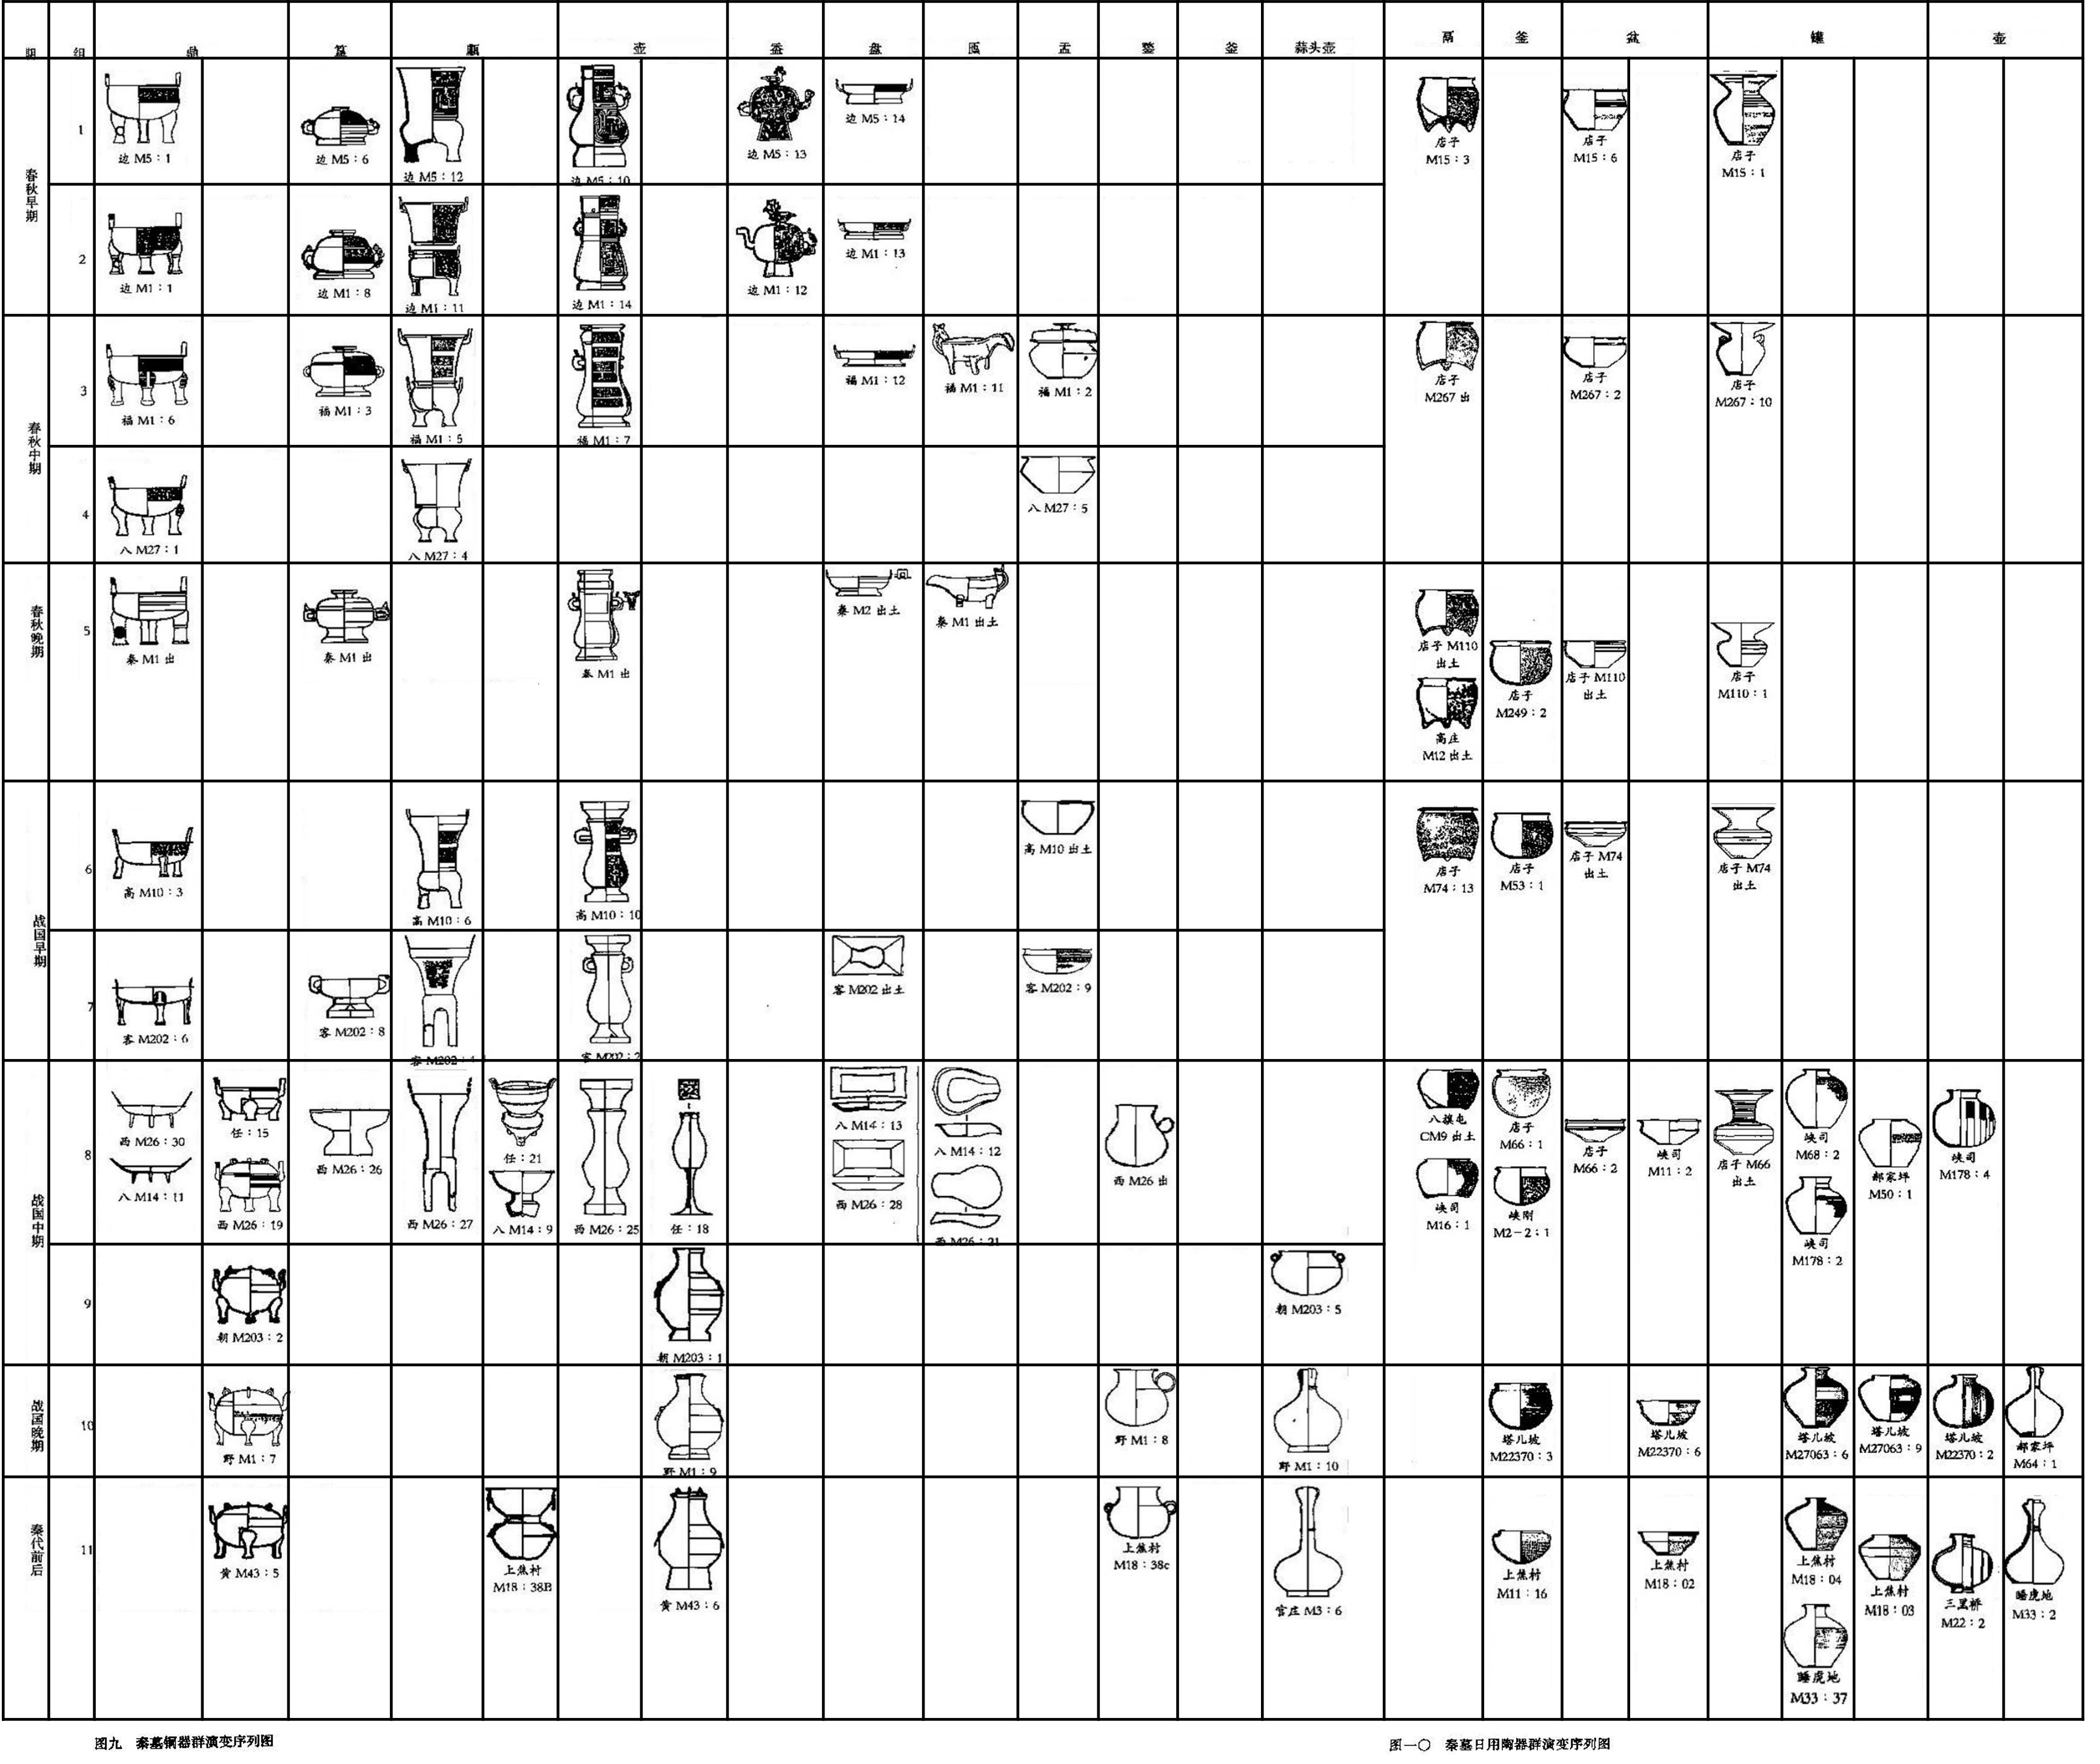 期 组 鼎 簋 甗 壶 盉 盘 匜 盂 鍪 釜 蒜头壶 鬲 釜 盆 罐 壶
春秋早期
1
边 M5：1
边 M5：6
边 M5：12
边 M5：10
边 M5：13
边 M5：14
店子
M15：3
店子
M15：6
店子
M15：1
2
边 M1：1
边 M1：8
边 M1：11
边 M1：14
边 M1：12
边 M1：13
春秋中期
3
福 M1：6
福 M1：3
福 M1：5
福 M1：7
福 M1：12
福 M1：11
福 M1：2
店子
M267 出
店子
M267：2
店子
M267：10
4
八 M27：1
八 M27：4
八 M27：5
春秋晚期
5
秦 M1 出
秦 M1 出
秦 M1 出
秦 M2 出土
秦 M1 出土
店子 M110
出土
高庄
M12 出土
店子
M249：2
店子 M110
出土
店子
M110：1
战国早期
6
高 M10：3
高 M10：6
高 M10：10
高 M10 出土
店子
M74：13
店子
M53：1
店子 M74
出土
店子 M74
出土
7
客 M202：6
客 M202：8
客 M202：2
客 M202 出土
客 M202：9
战国中期
8
西 M26：30
八 M14：11
任：15
西 M26：19
西 M26：26
西 M26：27
任：21
八 M14：9
西 M26：25
任：18
八 M14：13
西 M26：28
八 M14：12
西 M26：21
西 M26 出
八旗屯
CM9 出土
峡司
M16：1
店子
M66：1
峡刚
M2-2：1
店子
M66：2
峡司
M11：2
店子 M66
出土
峡司
M68：2
峡司
M178：2
郝家坪
M50：1
峡司
M178：4
9
朝 M203：2
朝 M203：1
朝 M203：5
战国晚期
10
野 M1：7
野 M1：9
野 M1：8
野 M1：10
塔儿坡
M22370：3
塔儿坡
M22370：6
塔儿坡
M27063：6
塔儿坡
M27063：9
塔儿坡
M22370：2
郝家坪
M64：1
秦代前后
11
黄 M43：5
上焦村
M18：38B
黄 M43：6
上焦村
M18：38c
官庄 M3：6
上焦村
M11：16
上焦村
M18：02
上焦村
M18：04
睡虎地
M33：37
上焦村
M18：03
三里桥
M22：2
睡虎地
M33：2
图九 秦墓铜器群演变序列图
图一〇 秦墓日用陶器群演变序列图